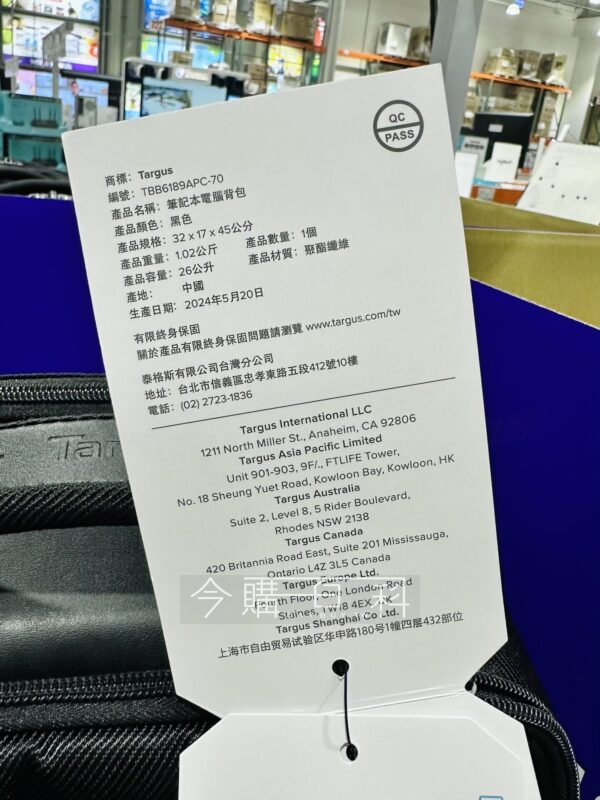 QC
PASS
商標：Targus
編號：TBB6189APC-70
產品名稱：筆記本電腦背包
產品顏色：黑色
產品規格：32 x 17 x 45公分
產品重量：1.02公斤 產品數量：1個
產品容量：26公升 產品材質：聚酯纖維
產地： 中國
生產日期：2024年5月20日
有限終身保固
關於產品有限終身保固問題請瀏覽 www.targus.com/tw
泰格斯有限公司台灣分公司
地址：台北市信義區忠孝東路五段412號10樓
電話：(02) 2723-1836
Targus International LLC
1211 North Miller St., Anaheim, CA 92806
Targus Asia Pacific Limited
Unit 901-903, 9F/., FTLIFE Tower,
No. 18 Sheung Yuet Road, Kowloon Bay, Kowloon, HK
Targus Australia
Suite 2, Level 8, 5 Rider Boulevard,
Rhodes NSW 2138
Targus Canada
420 Britannia Road East, Suite 201 Mississauga,
Ontario L4Z 3L5 Canada
Targus Europe Ltd.
Fourth Floor, One London Road
Staines, TW18 4EX, UK
Targus Shanghai Co Ltd.
上海市自由贸易试验区华申路180号1幢四层432部位
今購百科